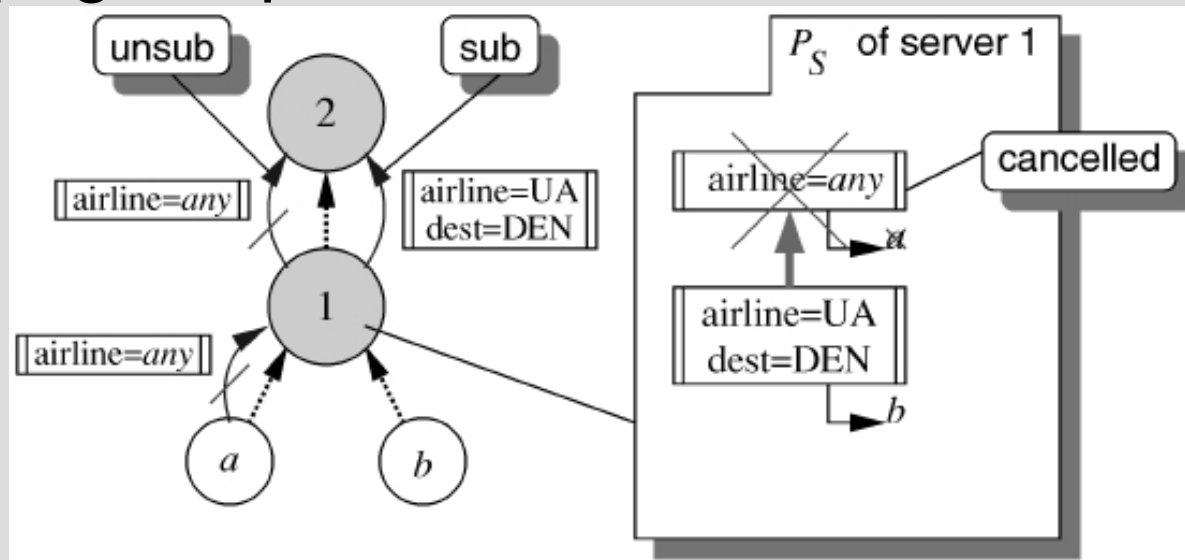 unsub
sub
2
P_S of server 1
airline=any
airline=UA
dest=DEN
airline=any
cancelled
a
1
airline=UA
dest=DEN
airline=any
b
a
b